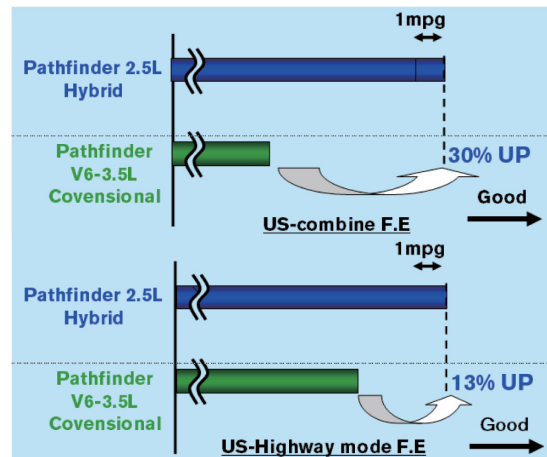 1mpg
Pathfinder 2.5L
Hybrid
Pathfinder
V6-3.5L
Covensional
30% UP
Good
US-combine F.E
1mpg
Pathfinder 2.5L
Hybrid
Pathfinder
V6-3.5L
Covensional
13% UP
Good
US-Highway mode F.E